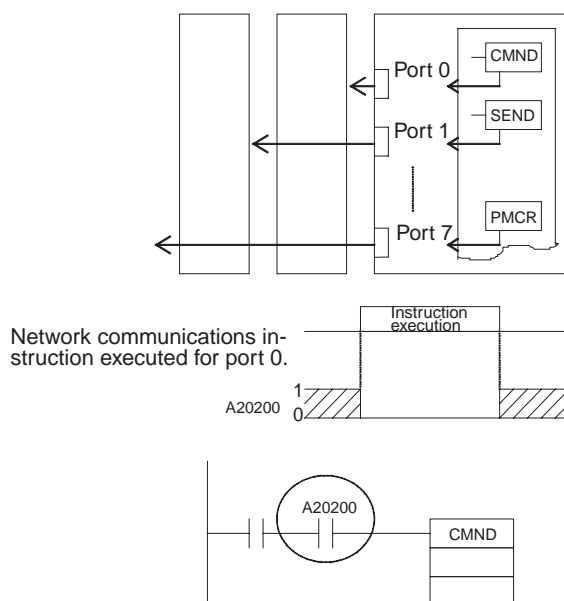 CMND
Port 0
SEND
Port 1
PMCR
Port 7
Instruction
execution
Network communications in-
struction executed for port 0.
1
A20200
0
A20200
CMND